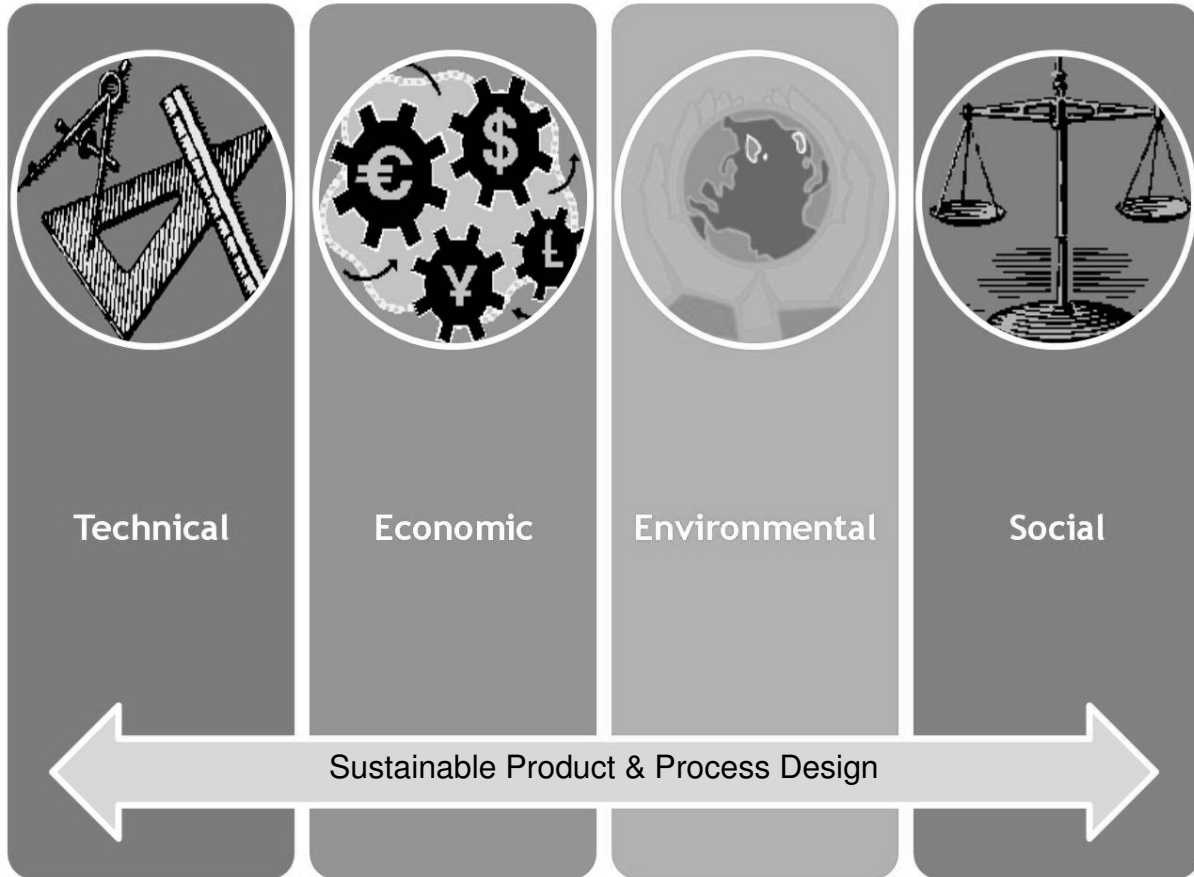 €
$
¥
Ł
Technical
Economic
Environmental
Social
Sustainable Product & Process Design